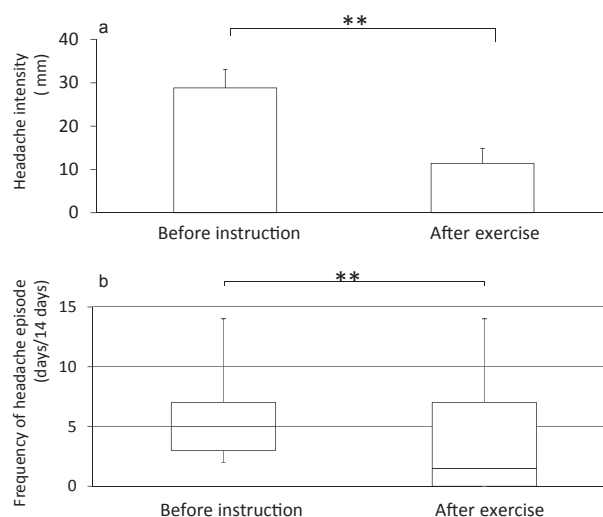 a
**
40
30
20
10
0
Headache intensity
( mm)
Before instruction
After exercise
b
**
15
10
5
0
Frequency of headache episode
(days/14 days)
Before instruction
After exercise